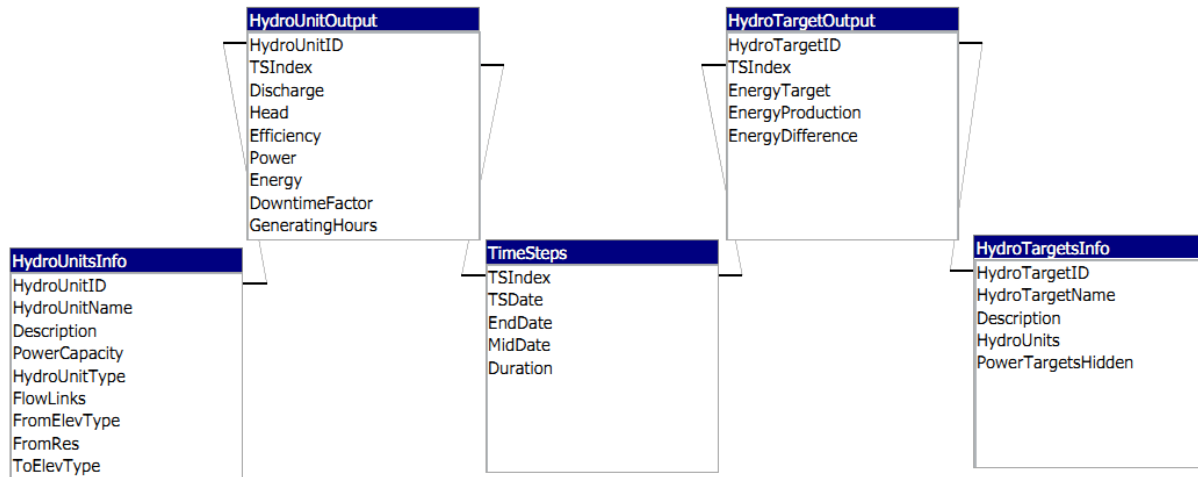 HydroUnitOutput
HydroUnitID
TSIndex
Discharge
Head
Efficiency
Power
Energy
DowntimeFactor
GeneratingHours
HydroTargetOutput
HydroTargetID
TSIndex
EnergyTarget
EnergyProduction
EnergyDifference
HydroUnitsInfo
HydroUnitID
HydroUnitName
Description
PowerCapacity
HydroUnitType
FlowLinks
FromElevType
FromRes
ToElevType
TimeSteps
TSIndex
TSDate
EndDate
MidDate
Duration
HydroTargetsInfo
HydroTargetID
HydroTargetName
Description
HydroUnits
PowerTargetsHidden